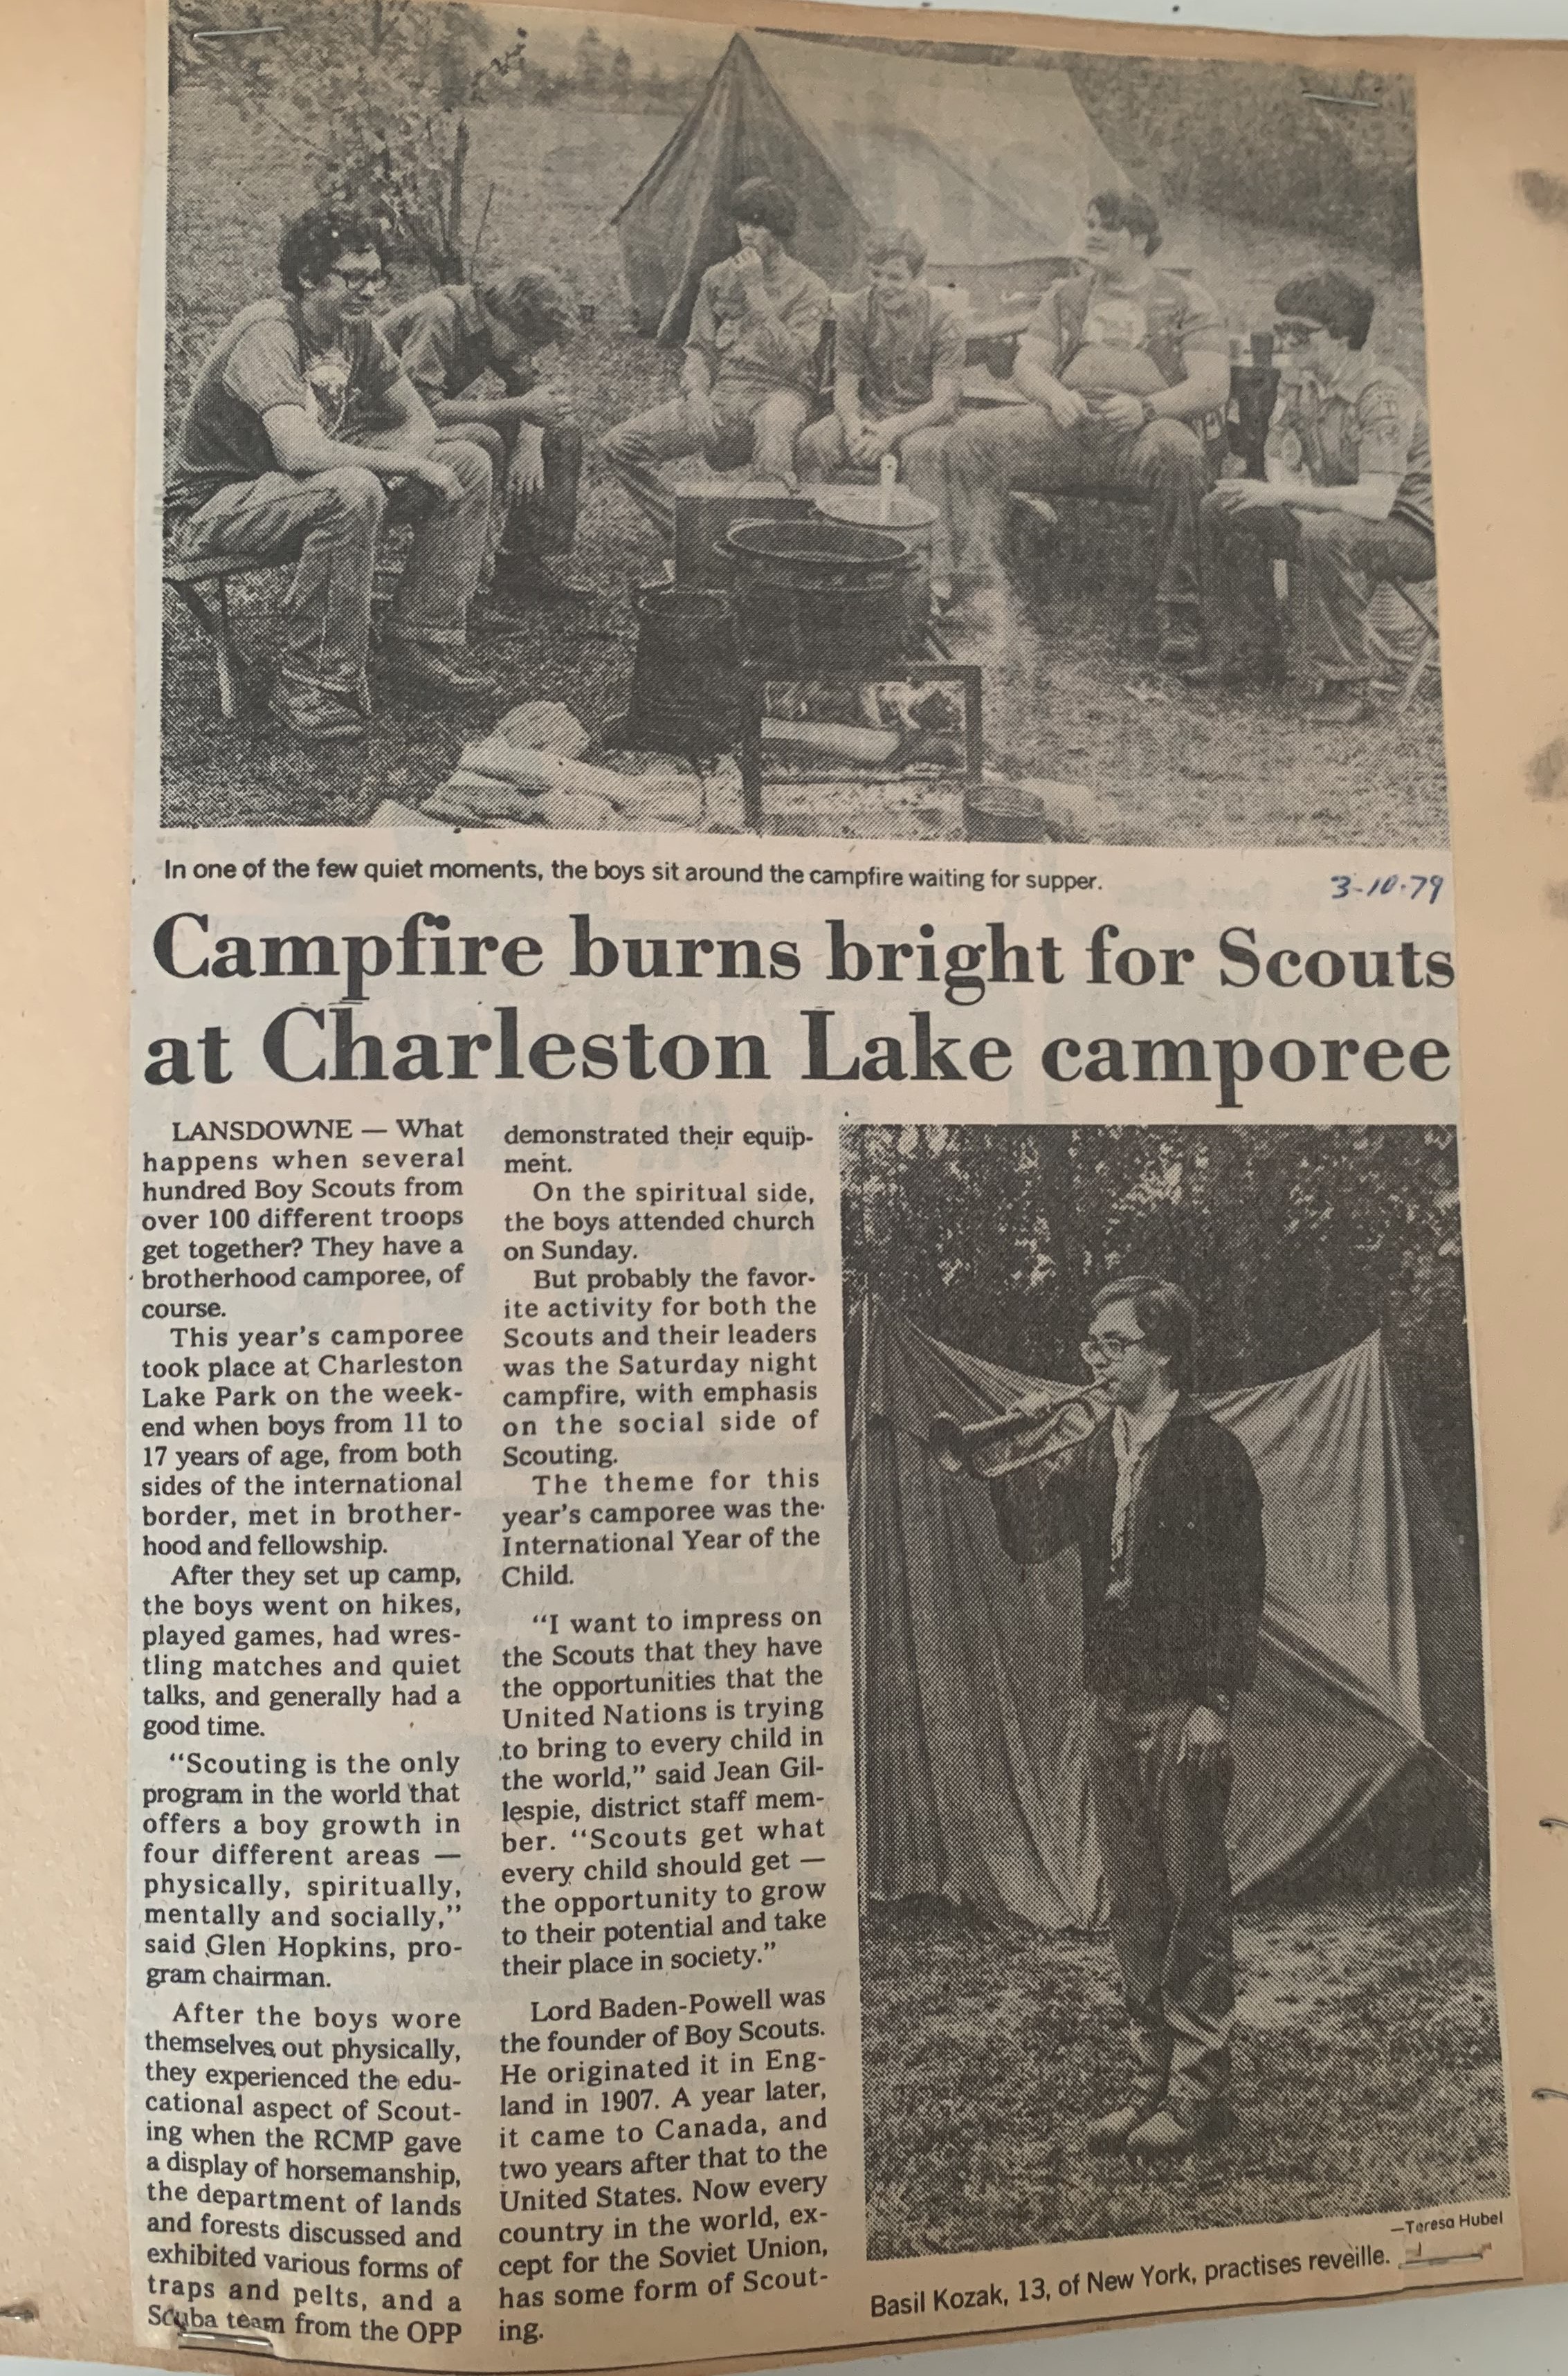 In one of the few quiet moments, the boys sit around the campfire waiting for supper.
3-10-79
Campfire burns bright for Scouts
at Charleston Lake camporee
LANSDOWNE — What
happens when several
hundred Boy Scouts from
over 100 different troops
get together? They have a
brotherhood camporee, of
course.
This year's camporee
took place at Charleston
Lake Park on the week-
end when boys from 11 to
17 years of age, from both
sides of the international
border, met in brother-
hood and fellowship.
After they set up camp,
the boys went on hikes,
played games, had wres-
tling matches and quiet
talks, and generally had a
good time.
"Scouting is the only
program in the world that
offers a boy growth in
four different areas —
physically, spiritually,
mentally and socially,"
said Glen Hopkins, pro-
gram chairman.
After the boys wore
themselves out physically,
they experienced the edu-
cational aspect of Scout-
ing when the RCMP gave
a display of horsemanship,
the department of lands
and forests discussed and
exhibited various forms of
traps and pelts, and a
Scuba team from the OPP
demonstrated their equip-
ment.
On the spiritual side,
the boys attended church
on Sunday.
But probably the favor-
ite activity for both the
Scouts and their leaders
was the Saturday night
campfire, with emphasis
on the social side of
Scouting.
The theme for this
year's camporee was the
International Year of the
Child.
"I want to impress on
the Scouts that they have
the opportunities that the
United Nations is trying
to bring to every child in
the world," said Jean Gil-
lespie, district staff mem-
ber. "Scouts get what
every child should get —
the opportunity to grow
to their potential and take
their place in society."
Lord Baden-Powell was
the founder of Boy Scouts.
He originated it in Eng-
land in 1907. A year later,
it came to Canada, and
two years after that to the
United States. Now every
country in the world, ex-
cept for the Soviet Union,
has some form of Scout-
ing.
—Teresa Hubel
Basil Kozak, 13, of New York, practises reveille.